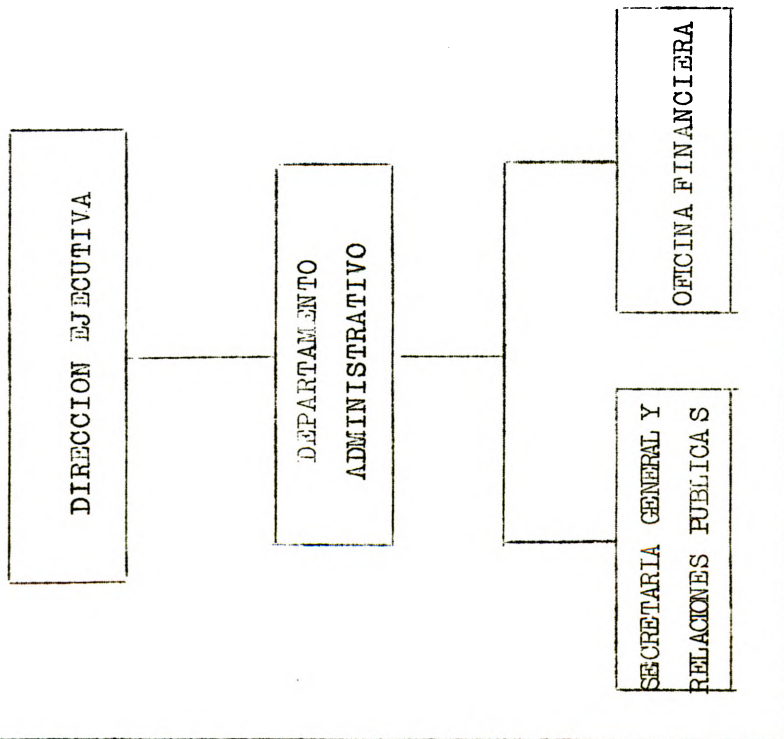 DIRECCION EJECUTIVA
DEPARTAMENTO
ADMINISTRATIVO
SECRETARIA GENERAL Y
RELACIONES PUBLICAS
OFICINA FINANCIERA